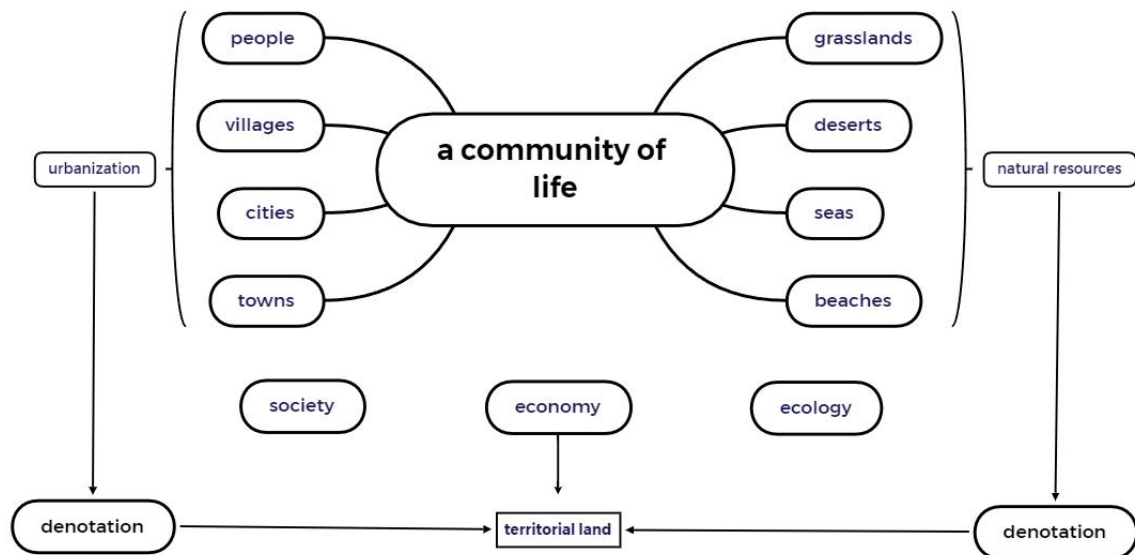 people
grasslands
villages
a community of
life
deserts
urbanization
natural resources
cities
seas
towns
beaches
society
economy
ecology
denotation
territorial land
denotation